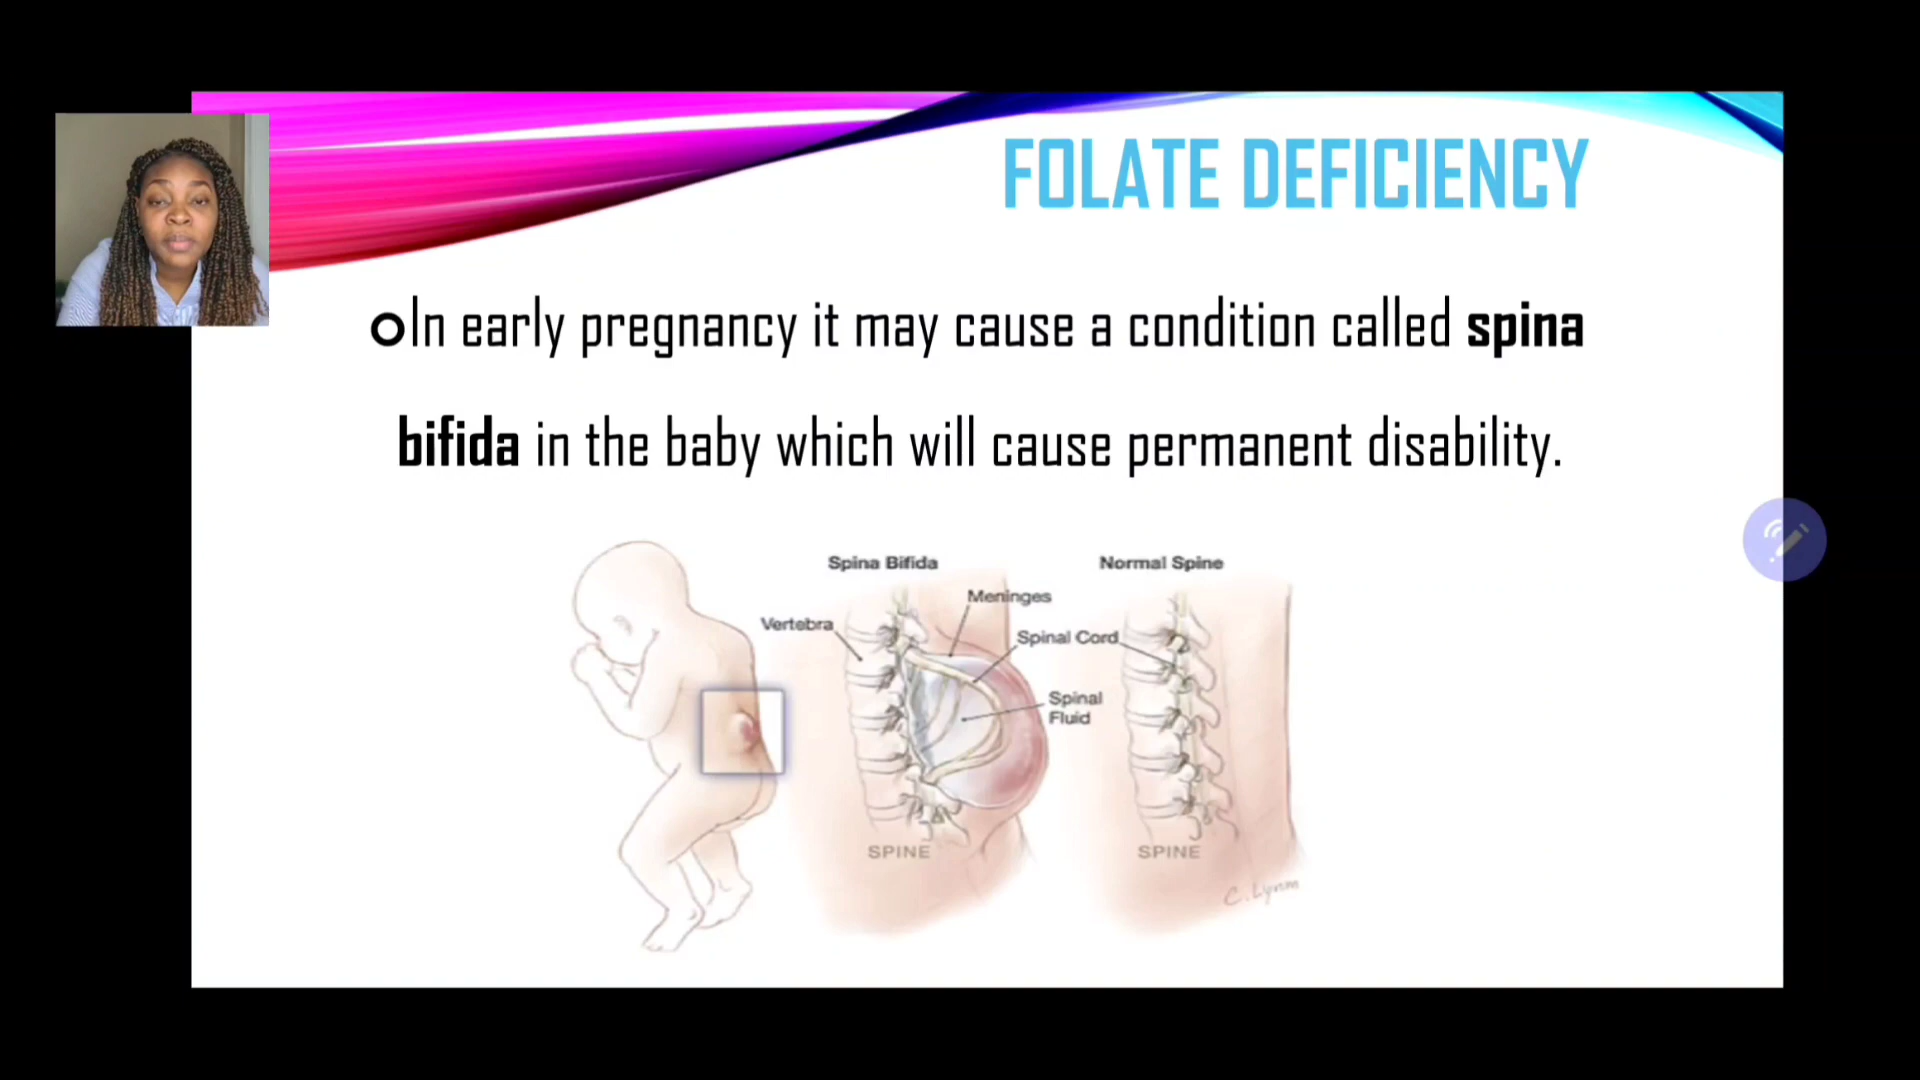 FOLATE DEFICIENCY
In early pregnancy it may cause a condition called spina
bifida in the baby which will cause permanent disability.
Spina Bifida
Normal Spine
Meninges
Vertebra
Spinal Cord
Spinal
Fluid
SPINE
SPINE
C. Lynm